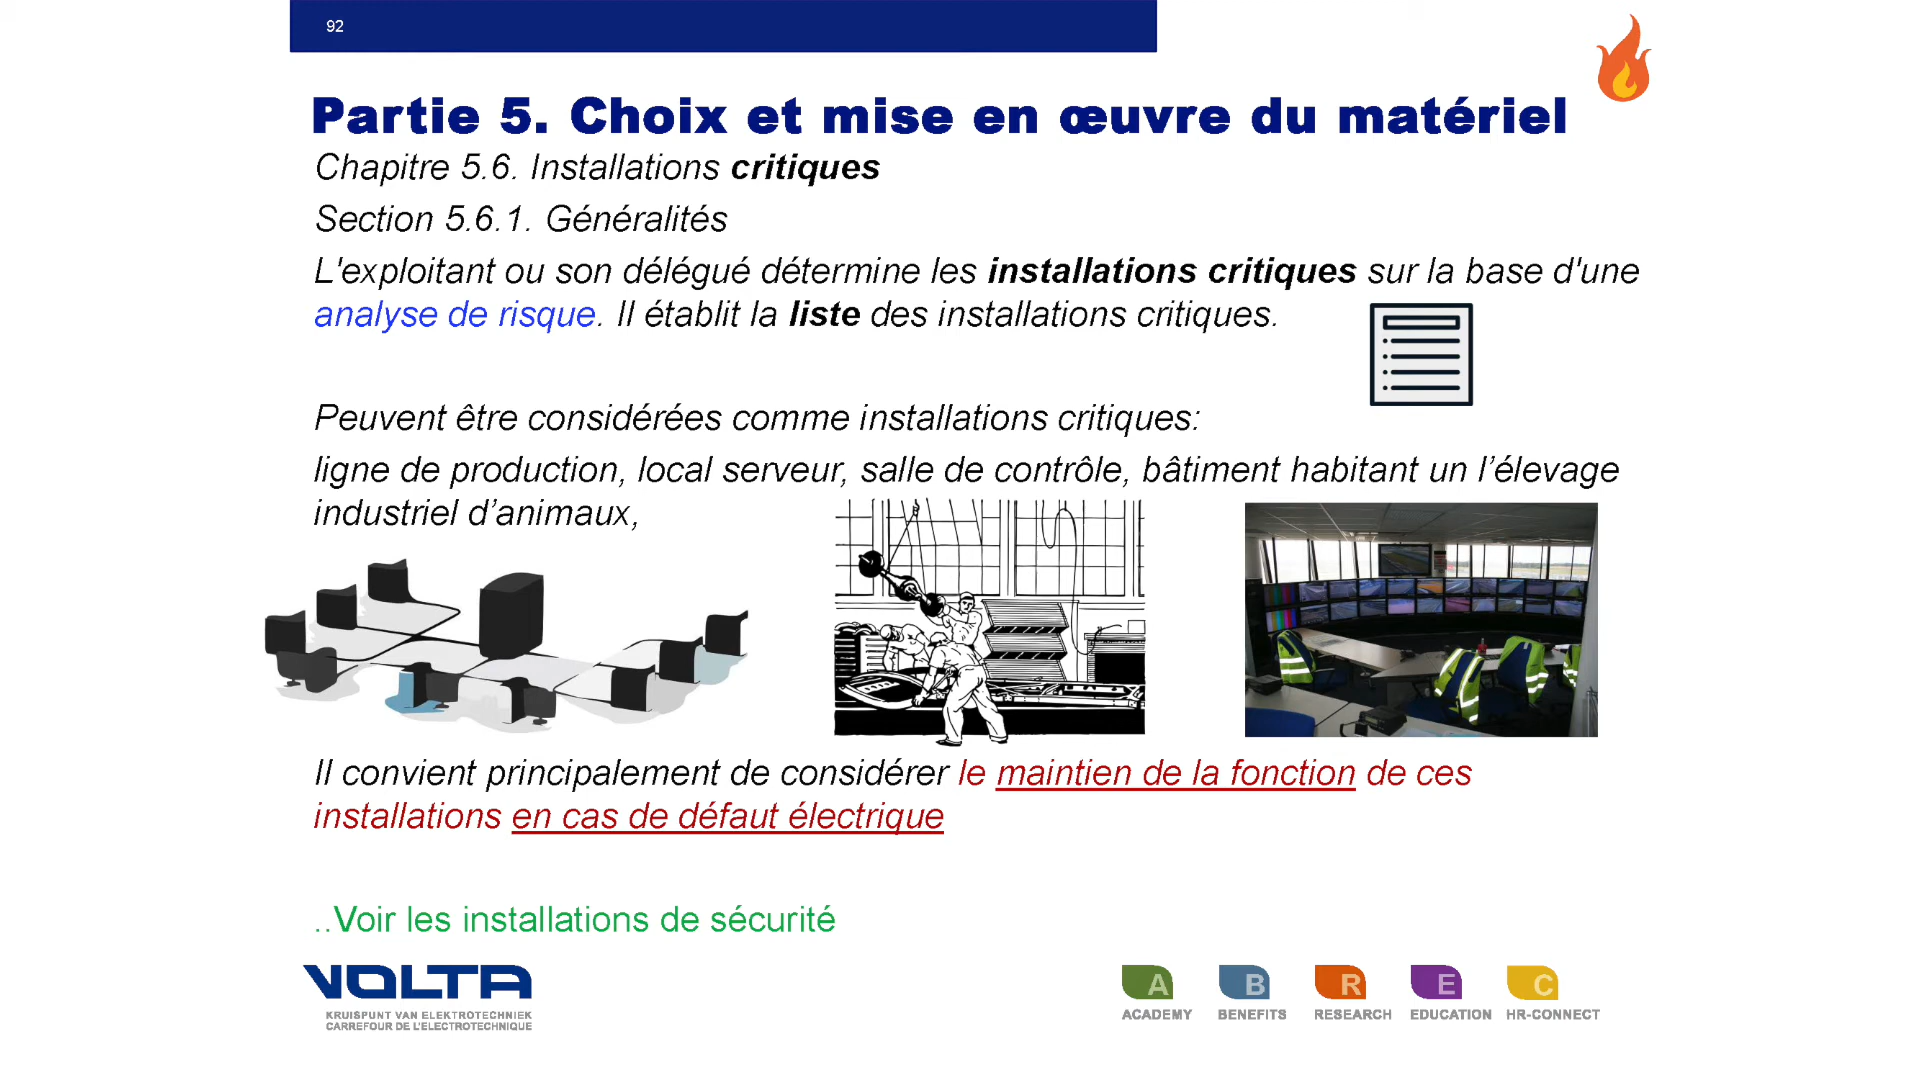 92
Partie 5. Choix et mise en œuvre du matériel
Chapitre 5.6. Installations critiques
Section 5.6.1. Généralités
L'exploitant ou son délégué détermine les installations critiques sur la base d'une
analyse de risque. Il établit la liste des installations critiques.
Peuvent être considérées comme installations critiques:
ligne de production, local serveur, salle de contrôle, bâtiment habitant un l’élevage
industriel d’animaux,
Il convient principalement de considérer le maintien de la fonction de ces
installations en cas de défaut électrique
..Voir les installations de sécurité
VOLTA
KRUISPUNT VAN ELEKTROTECHNIEK
CARREFOUR DE L'ELECTROTECHNIQUE
A B R E C
ACADEMY BENEFITS RESEARCH EDUCATION HR-CONNECT